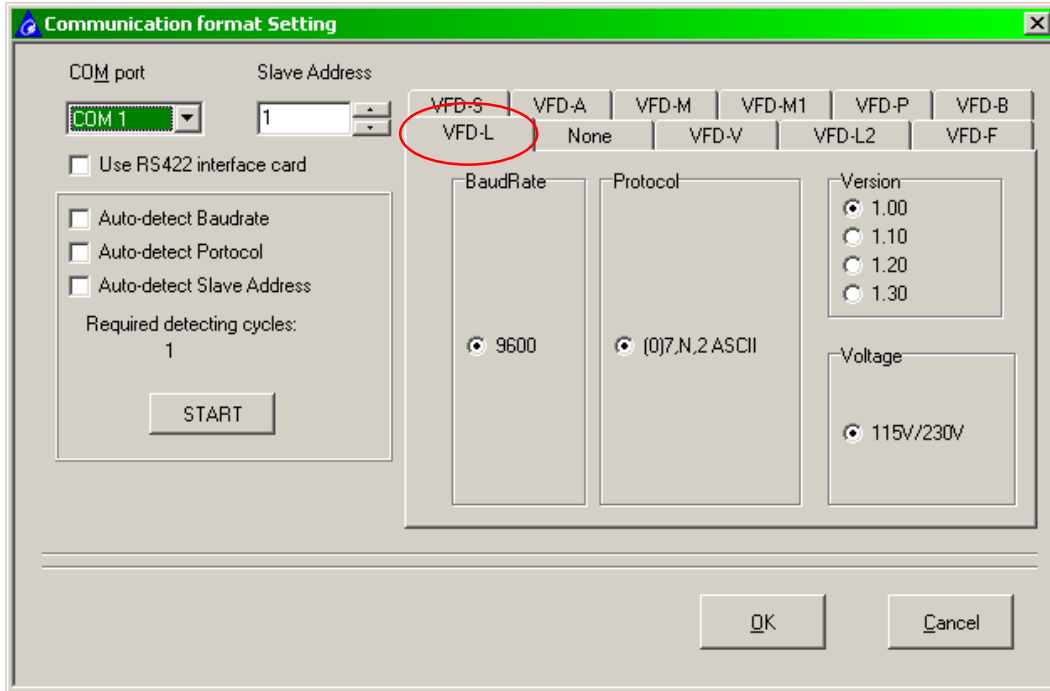 Communication format Setting
COM port
Slave Address
COM 1
1
Use RS422 interface card
Auto-detect Baudrate
Auto-detect Portocol
Auto-detect Slave Address
Required detecting cycles:
1
START
VFD-S VFD-A VFD-M VFD-M1 VFD-P VFD-B
VFD-L None VFD-V VFD-L2 VFD-F
BaudRate
9600
Protocol
(0)7,N,2 ASCII
Version
1.00
1.10
1.20
1.30
Voltage
115V/230V
OK
Cancel